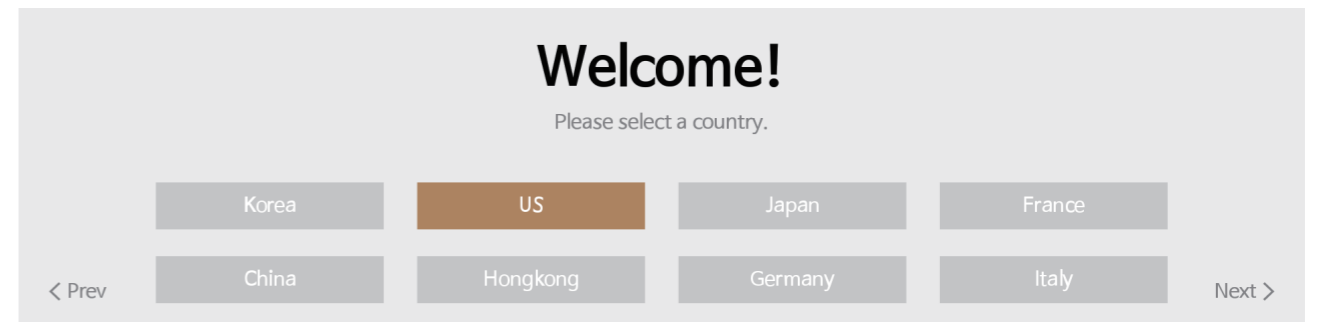 Welcome!
Please select a country.
Korea US Japan France
China Hongkong Germany Italy
< Prev Next >